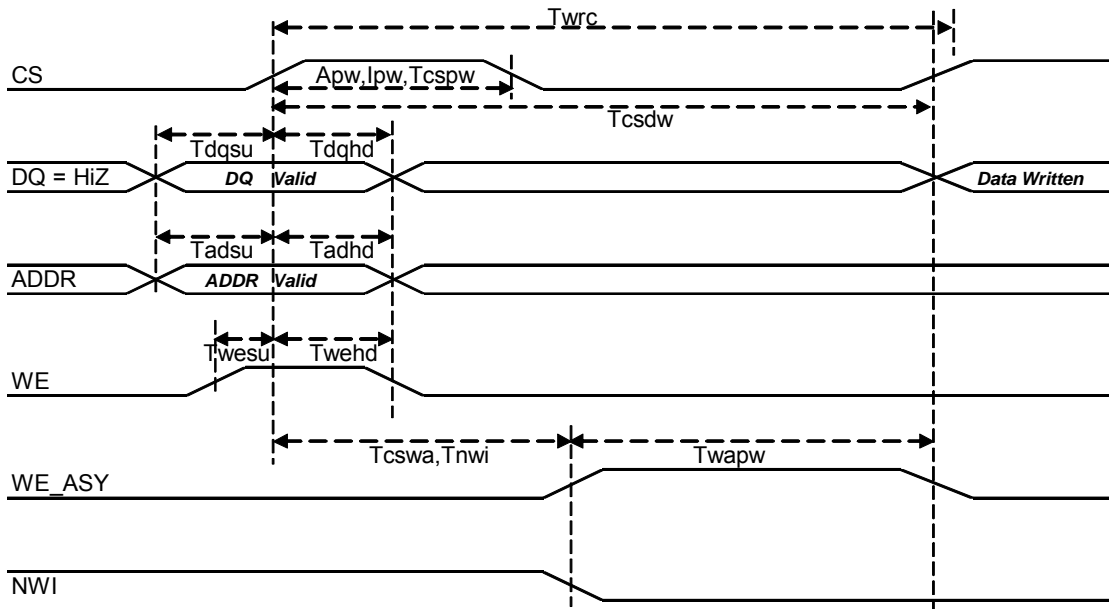 Twrc
CS
Apw,Ipw,Tcspw
Tcsdw
Tdqsu Tdqhd
DQ = HiZ
DQ Valid
Data Written
Tadsu Tadhd
ADDR
ADDR Valid
Twesu Twehd
WE
Tcswa,Tnwi
Twapw
WE_ASY
NWI